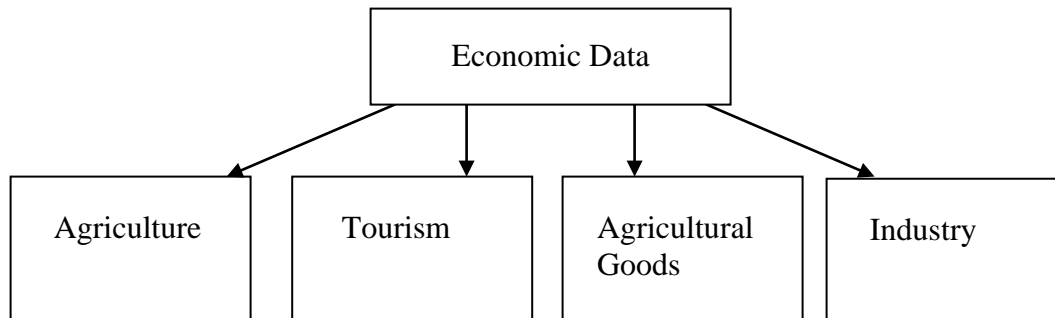 Economic Data
Agriculture
Tourism
Agricultural
Goods
Industry